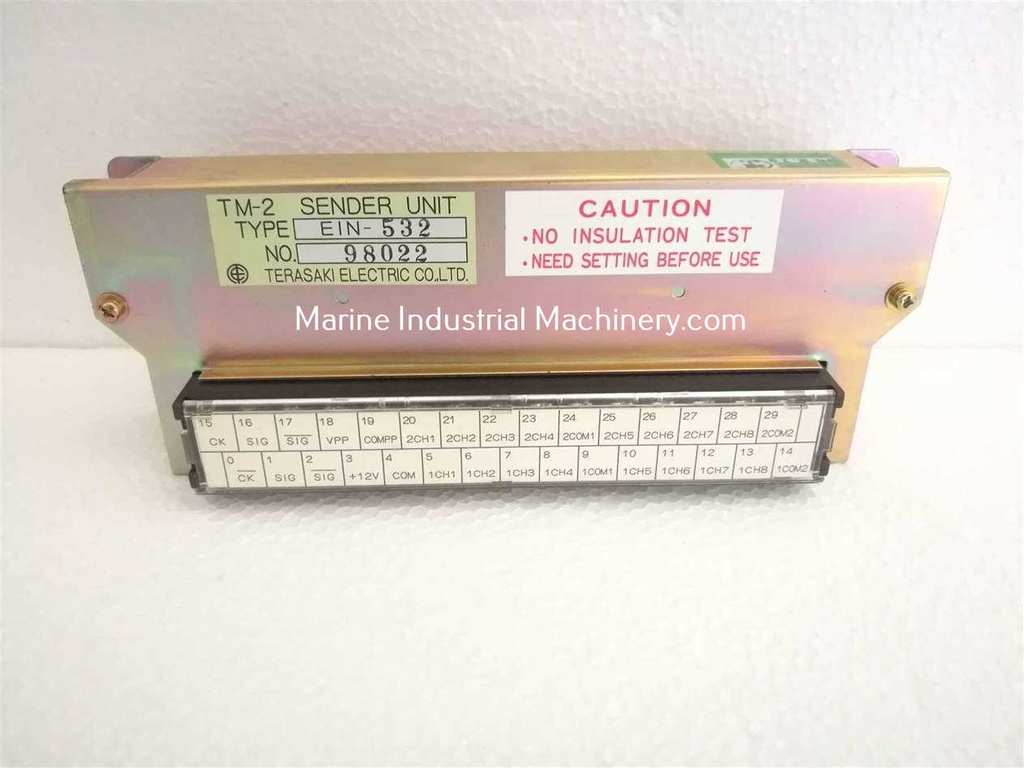 TM-2 SENDER UNIT
TYPE EIN-532
NO. 98022
TERASAKI ELECTRIC CO.LTD.
CAUTION
•NO INSULATION TEST
•NEED SETTING BEFORE USE
Marine Industrial Machinery.com
15 16 17 18 19 20 21 22 23 24 25 26 27 28 29
CK SIG SIG VPP COMPP 2CH1 2CH2 2CH3 2CH4 2COM1 2CH5 2CH6 2CH7 2CH8 2COM2
0 1 2 3 4 5 6 7 8 9 10 11 12 13 14
CK SIG SIG +12V COM 1CH1 1CH2 1CH3 1CH4 1COM1 1CH5 1CH6 1CH7 1CH8 1COM2